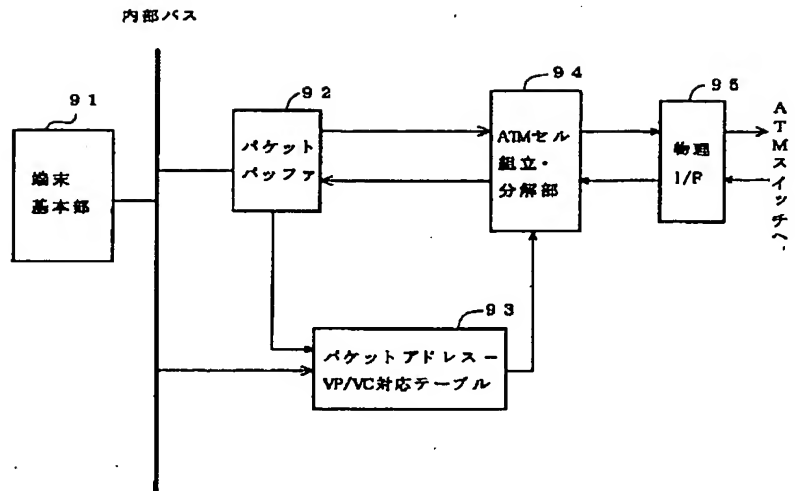 内部バス
91
端末
基本部
92
パケット
バッファ
94
ATMセル
組立・
分解部
95
物理
I/F
ATMスイッチへ
93
パケットアドレス－
VP/VC対応テーブル